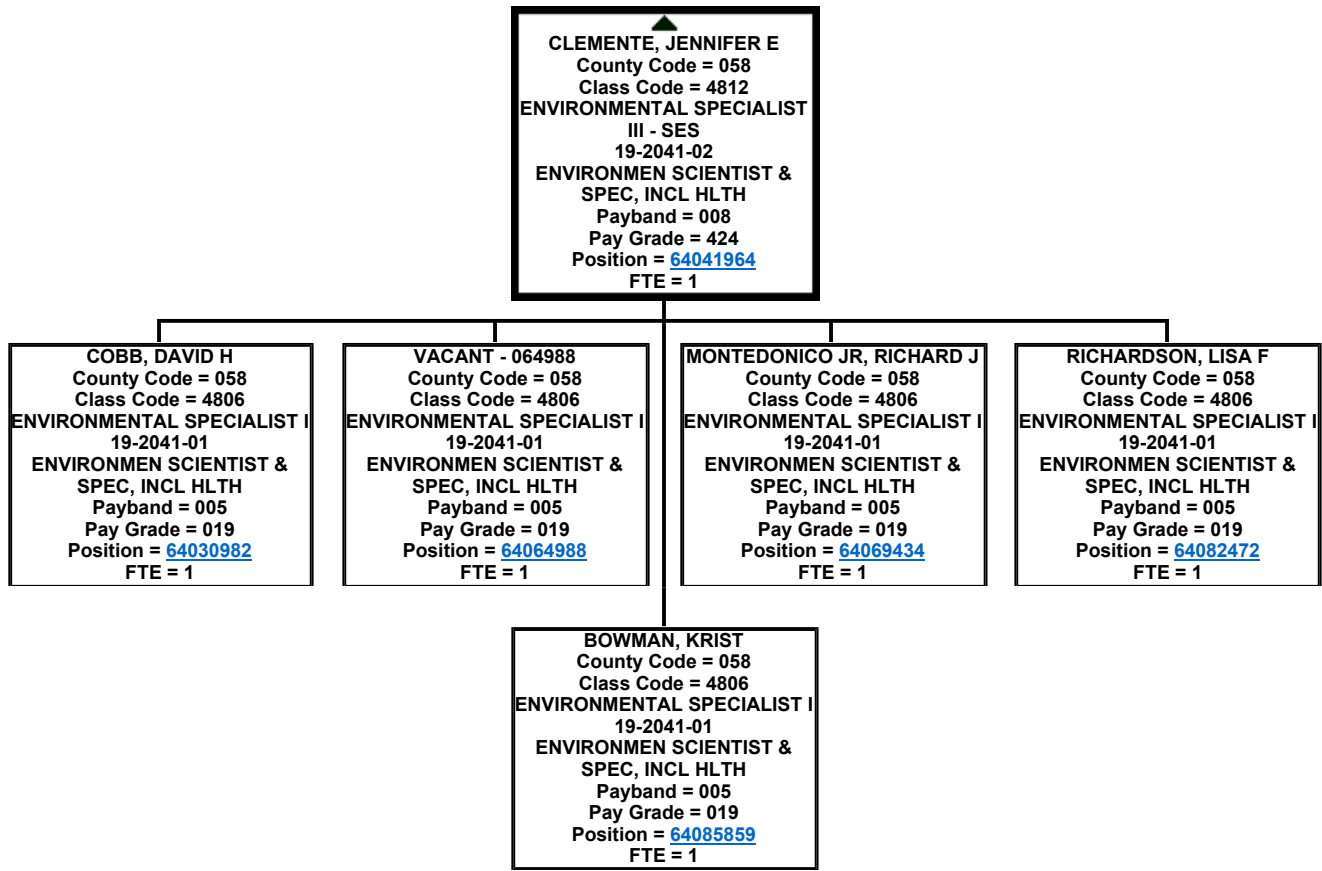 CLEMENTE, JENNIFER E
County Code = 058
Class Code = 4812
ENVIRONMENTAL SPECIALIST
III - SES
19-2041-02
ENVIRONMEN SCIENTIST &
SPEC, INCL HLTH
Payband = 008
Pay Grade = 424
Position = 64041964
FTE = 1
COBB, DAVID H
County Code = 058
Class Code = 4806
ENVIRONMENTAL SPECIALIST I
19-2041-01
ENVIRONMEN SCIENTIST &
SPEC, INCL HLTH
Payband = 005
Pay Grade = 019
Position = 64030982
FTE = 1
VACANT - 064988
County Code = 058
Class Code = 4806
ENVIRONMENTAL SPECIALIST I
19-2041-01
ENVIRONMEN SCIENTIST &
SPEC, INCL HLTH
Payband = 005
Pay Grade = 019
Position = 64064988
FTE = 1
MONTEDONICO JR, RICHARD J
County Code = 058
Class Code = 4806
ENVIRONMENTAL SPECIALIST I
19-2041-01
ENVIRONMEN SCIENTIST &
SPEC, INCL HLTH
Payband = 005
Pay Grade = 019
Position = 64069434
FTE = 1
RICHARDSON, LISA F
County Code = 058
Class Code = 4806
ENVIRONMENTAL SPECIALIST I
19-2041-01
ENVIRONMEN SCIENTIST &
SPEC, INCL HLTH
Payband = 005
Pay Grade = 019
Position = 64082472
FTE = 1
BOWMAN, KRIST
County Code = 058
Class Code = 4806
ENVIRONMENTAL SPECIALIST I
19-2041-01
ENVIRONMEN SCIENTIST &
SPEC, INCL HLTH
Payband = 005
Pay Grade = 019
Position = 64085859
FTE = 1